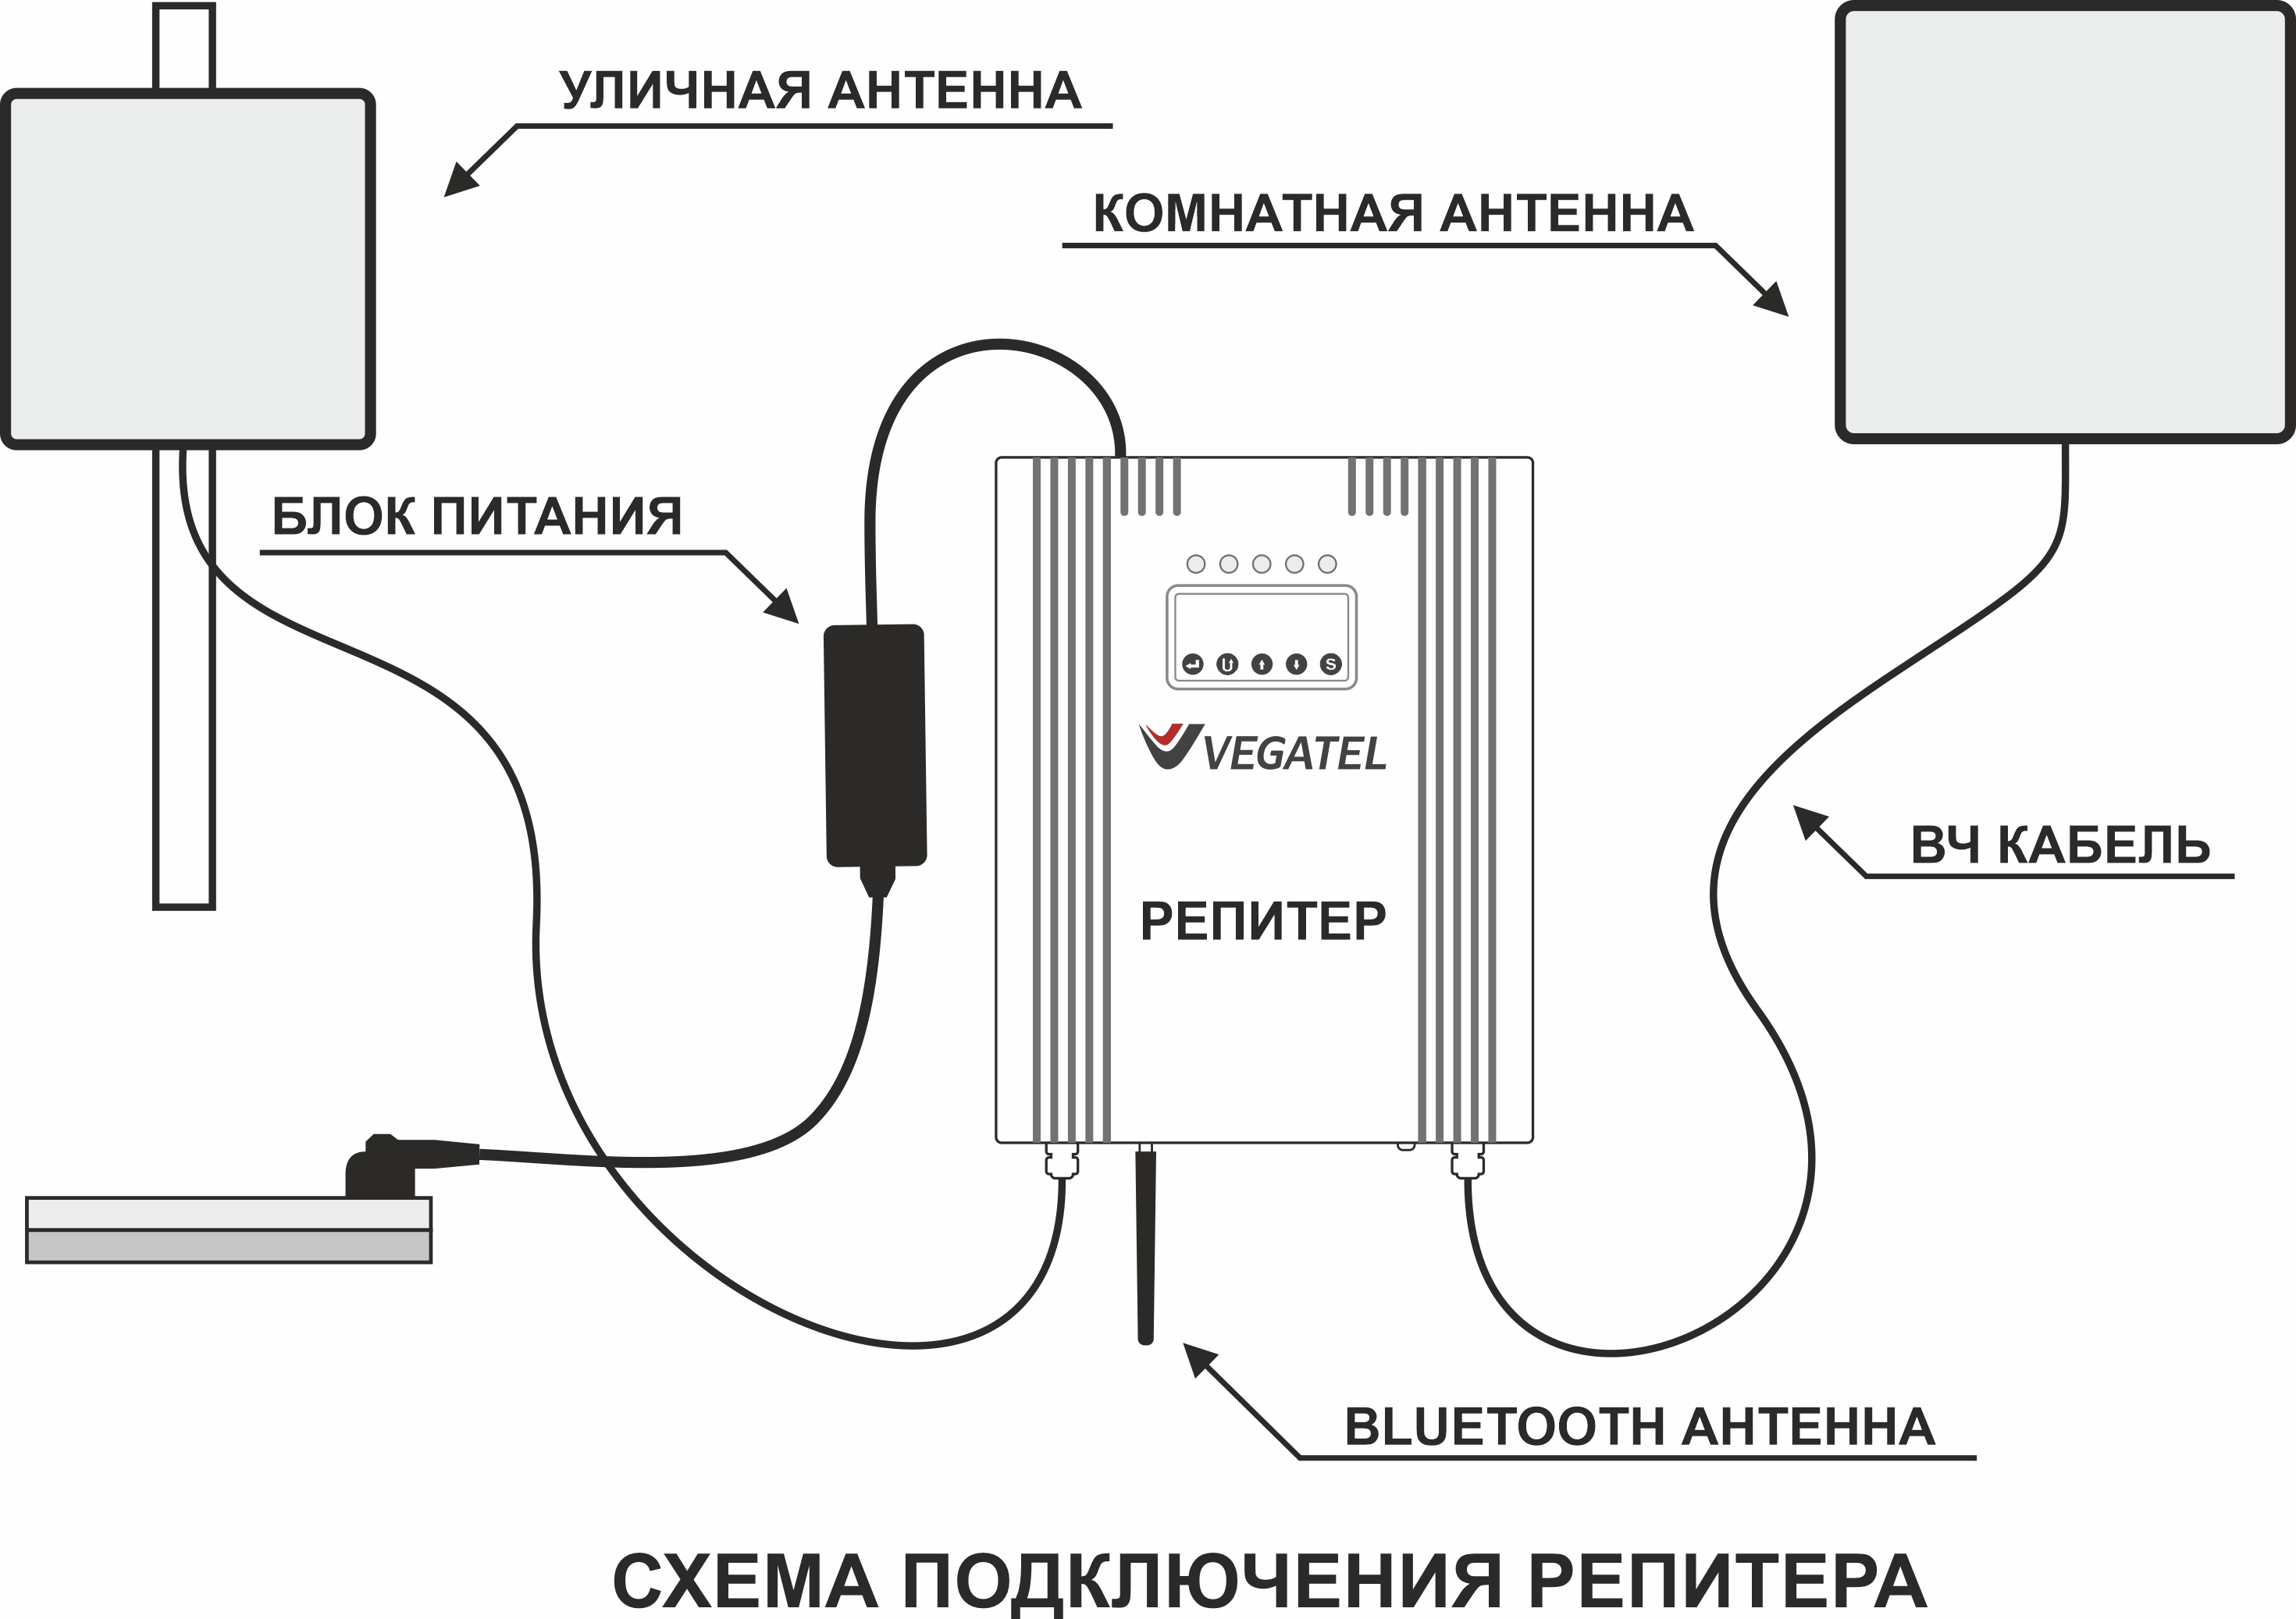 УЛИЧНАЯ АНТЕННА
КОМНАТНАЯ АНТЕННА
БЛОК ПИТАНИЯ
U S
VEGATEL
ВЧ КАБЕЛЬ
РЕПИТЕР
BLUETOOTH АНТЕННА
СХЕМА ПОДКЛЮЧЕНИЯ РЕПИТЕРА